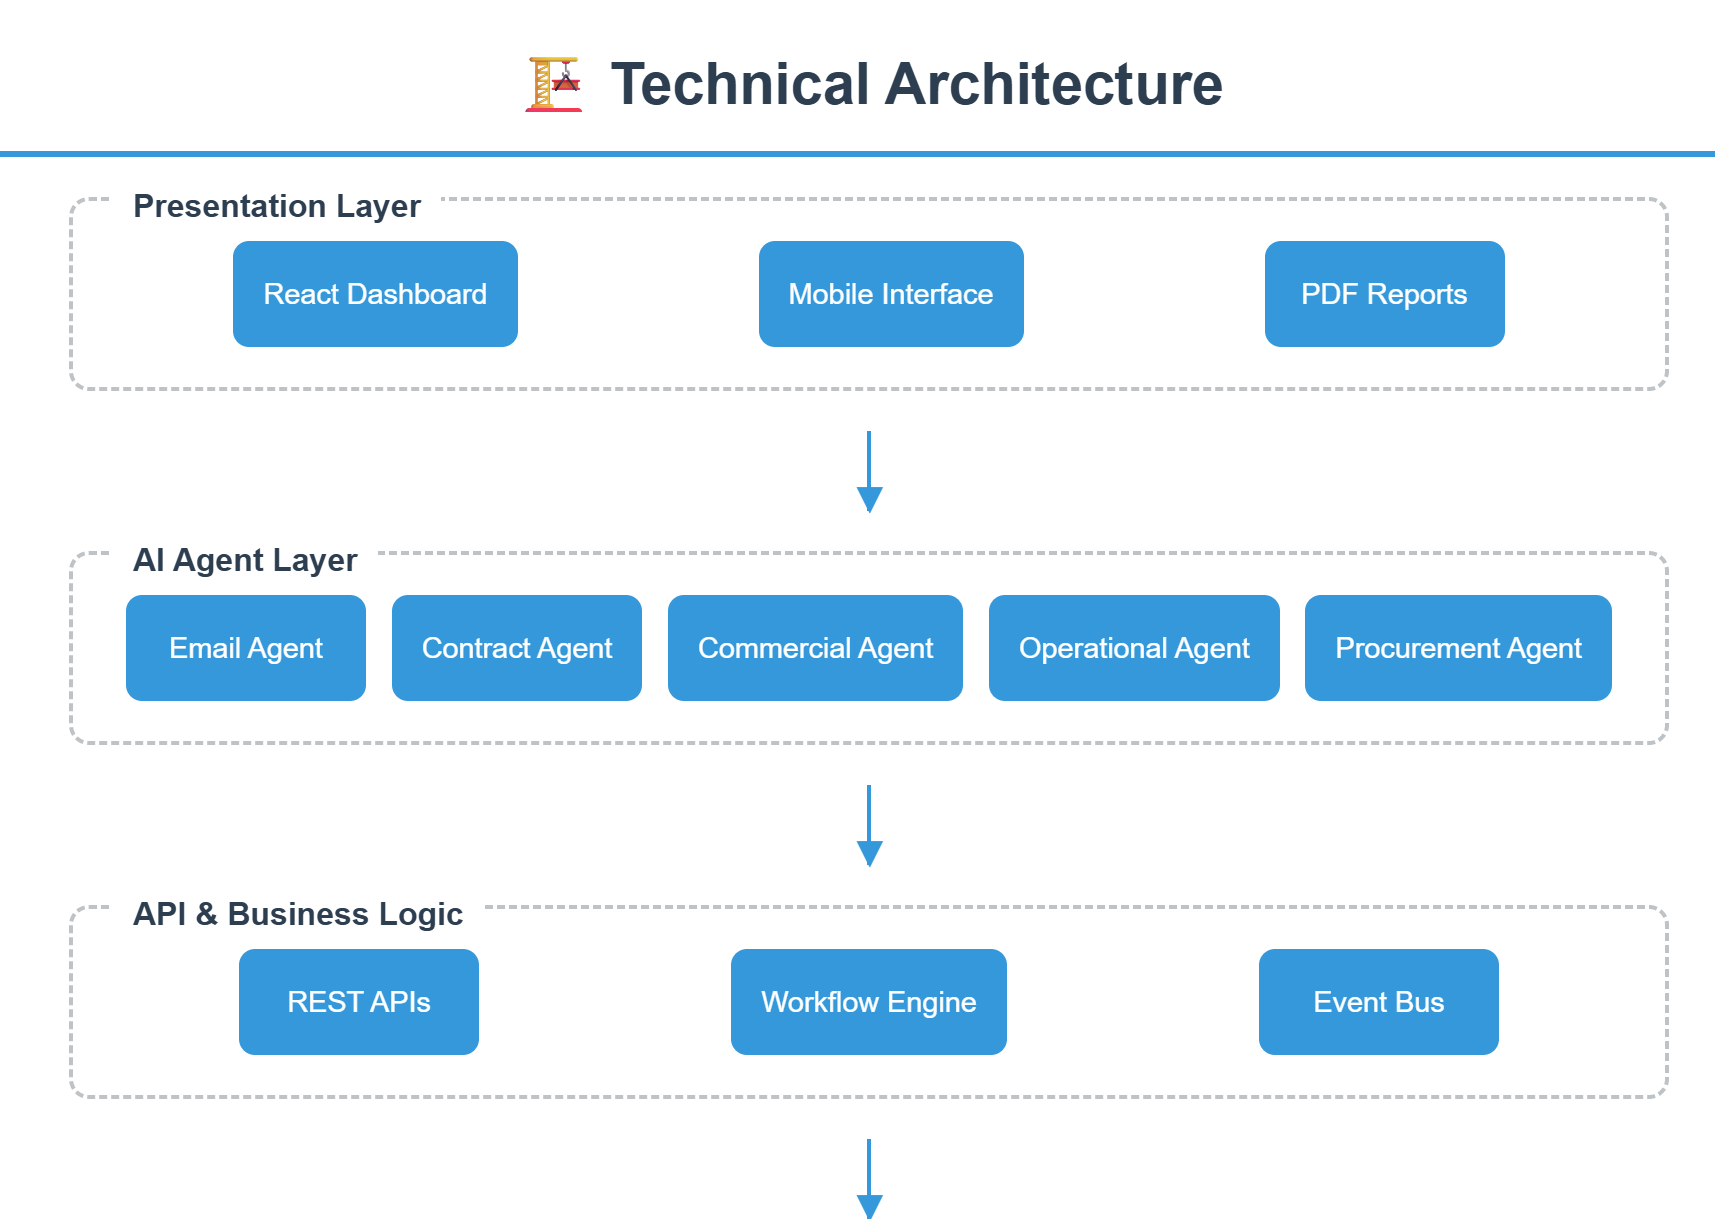 Technical Architecture
Presentation Layer
React Dashboard
Mobile Interface
PDF Reports
AI Agent Layer
Email Agent
Contract Agent
Commercial Agent
Operational Agent
Procurement Agent
API & Business Logic
REST APIs
Workflow Engine
Event Bus